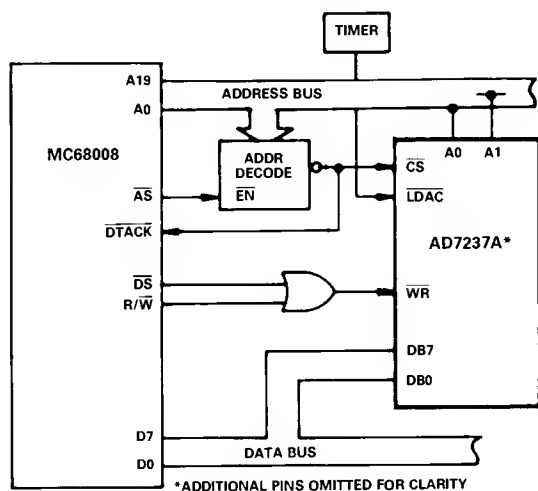 TIMER
A19
ADDRESS BUS
A0
MC68008
ADDR
DECODE
EN
AS
DTACK
DS
R/W
D7
D0
DATA BUS
A0
A1
CS
LDAC
AD7237A*
WR
DB7
DB0
*ADDITIONAL PINS OMITTED FOR CLARITY